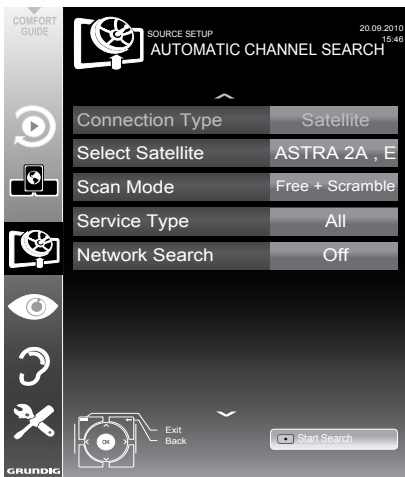 COMFORT
GUIDE
SOURCE SETUP
20.09.2010
AUTOMATIC CHANNEL SEARCH
15:46
Connection Type
Satellite
Select Satellite
ASTRA 2A , E
Scan Mode
Free + Scramble
Service Type
All
Network Search
Off
Exit
OK
Back
Start Search
GRUNDIG